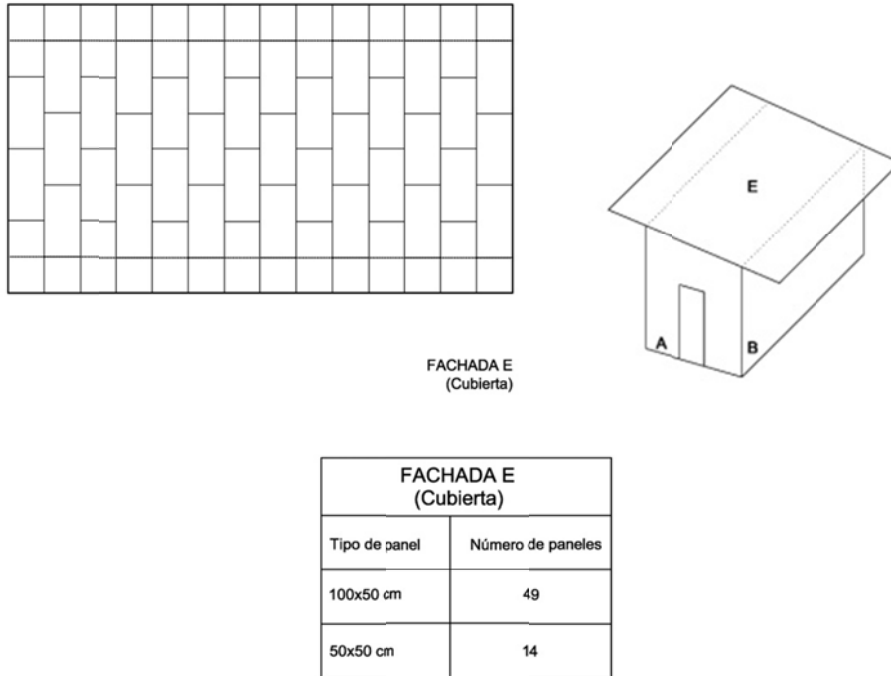 E
A
B
FACHADA E
(Cubierta)
FACHADA E
(Cubierta)
Tipo de panel Número de paneles
100x50 cm 49
50x50 cm 14